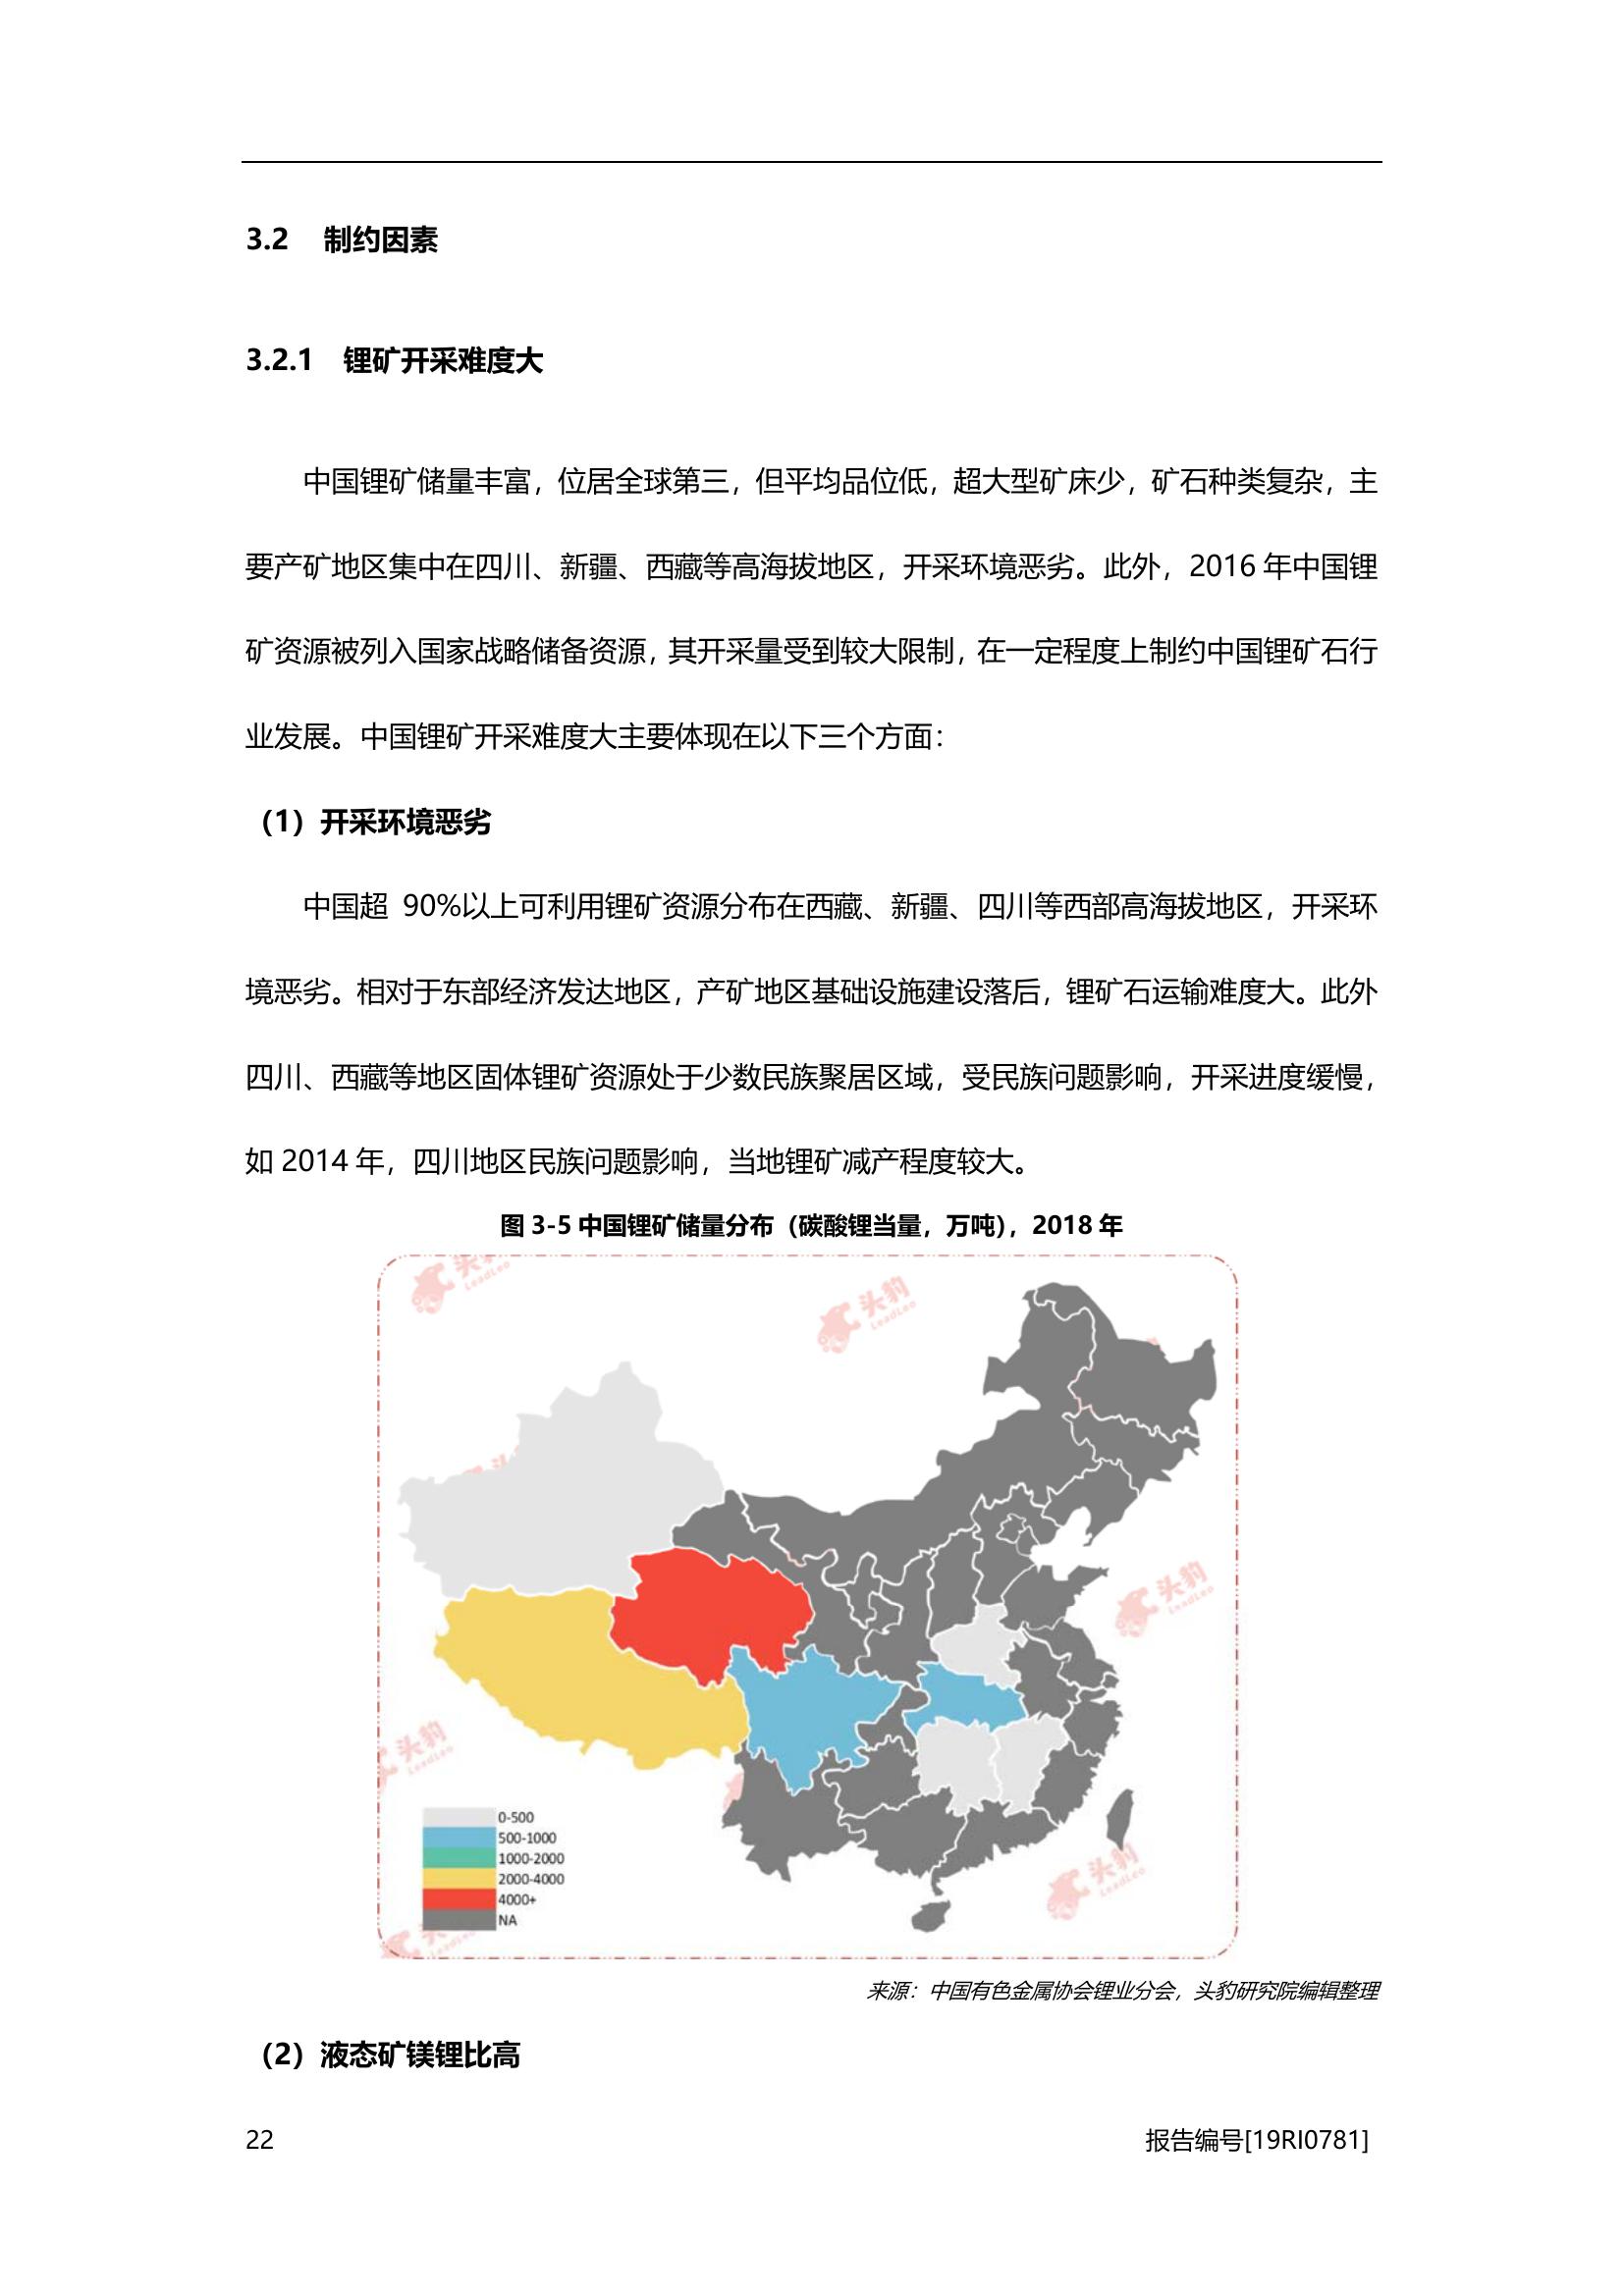 3.2 制约因素
3.2.1 锂矿开采难度大
中国锂矿储量丰富，位居全球第三，但平均品位低，超大型矿床少，矿石种类复杂，主
要产矿地区集中在四川、新疆、西藏等高海拔地区，开采环境恶劣。此外，2016 年中国锂
矿资源被列入国家战略储备资源，其开采量受到较大限制，在一定程度上制约中国锂矿石行
业发展。中国锂矿开采难度大主要体现在以下三个方面：
（1）开采环境恶劣
中国超 90%以上可利用锂矿资源分布在西藏、新疆、四川等西部高海拔地区，开采环
境恶劣。相对于东部经济发达地区，产矿地区基础设施建设落后，锂矿石运输难度大。此外
四川、西藏等地区固体锂矿资源处于少数民族聚居区域，受民族问题影响，开采进度缓慢，
如 2014 年，四川地区民族问题影响，当地锂矿减产程度较大。
图 3-5 中国锂矿储量分布（碳酸锂当量，万吨），2018 年
头豹
LeadLeo
头豹
LeadLeo
头豹
LeadLeo
头豹
LeadLeo
头豹
LeadLeo
0-500
500-1000
1000-2000
2000-4000
4000+
NA
来源：中国有色金属协会锂业分会，头豹研究院编辑整理
（2）液态矿镁锂比高
22
报告编号[19RI0781]